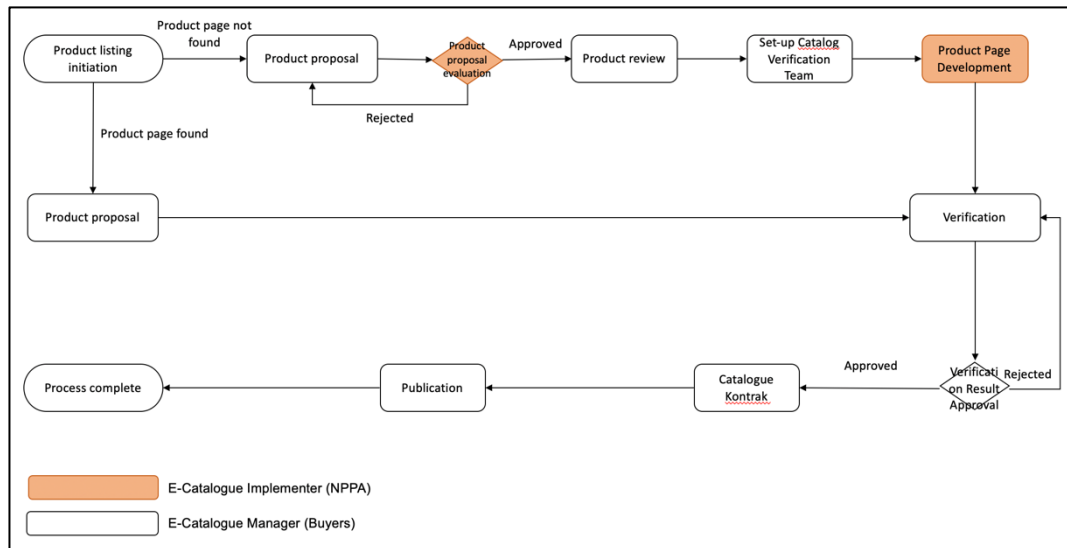 Product page not
found
Product listing
initiation
Product proposal
Product
proposal
evaluation
Approved
Product review
Set-up Catalog
Verification
Team
Product Page
Development
Rejected
Product page found
Product proposal
Verification
Process complete
Publication
Catalogue
Kontrak
Approved
Verificati
on Result
Approval
Rejected
E-Catalogue Implementer (NPPA)
E-Catalogue Manager (Buyers)